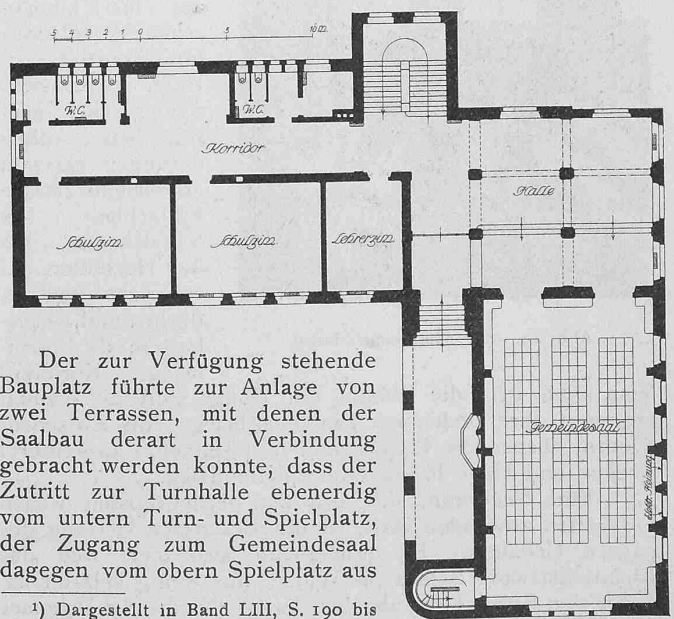 5 4 3 2 1 0 5 10 m
W.C.
W.C.
Korridor
Halle
Schulzim.
Schulzim.
Lehrerzim.
Gemeindesaal
elektr. Heizung
Der zur Verfügung stehende
Bauplatz führte zur Anlage von
zwei Terrassen, mit denen der
Saalbau derart in Verbindung
gebracht werden konnte, dass der
Zutritt zur Turnhalle ebenerdig
vom untern Turn- und Spielplatz,
der Zugang zum Gemeindesaal
dagegen vom obern Spielplatz aus
¹) Dargestellt in Band LIII, S. 190 bis